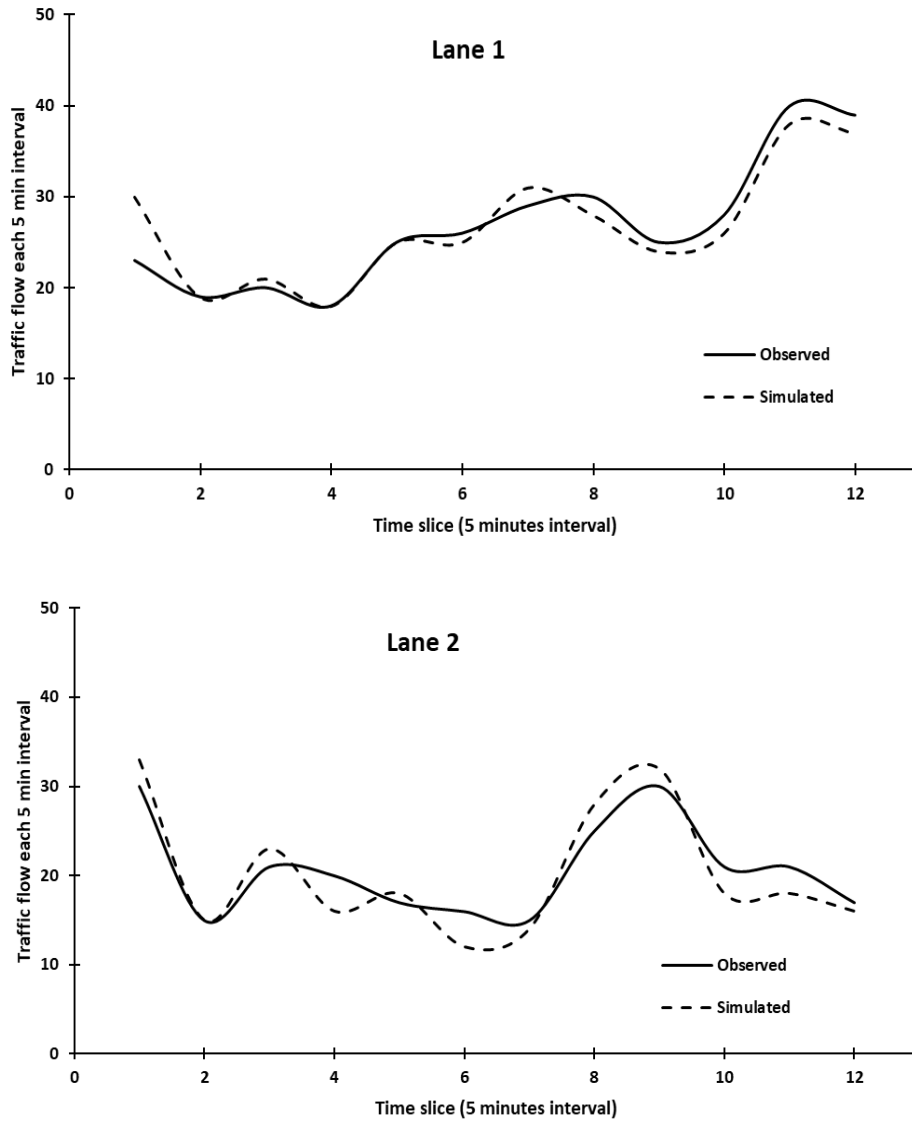 Lane 1
Traffic flow each 5 min interval
50
40
30
20
10
0
Observed
Simulated
0 2 4 6 8 10 12
Time slice (5 minutes interval)
Lane 2
Traffic flow each 5 min interval
50
40
30
20
10
0
Observed
Simulated
0 2 4 6 8 10 12
Time slice (5 minutes interval)